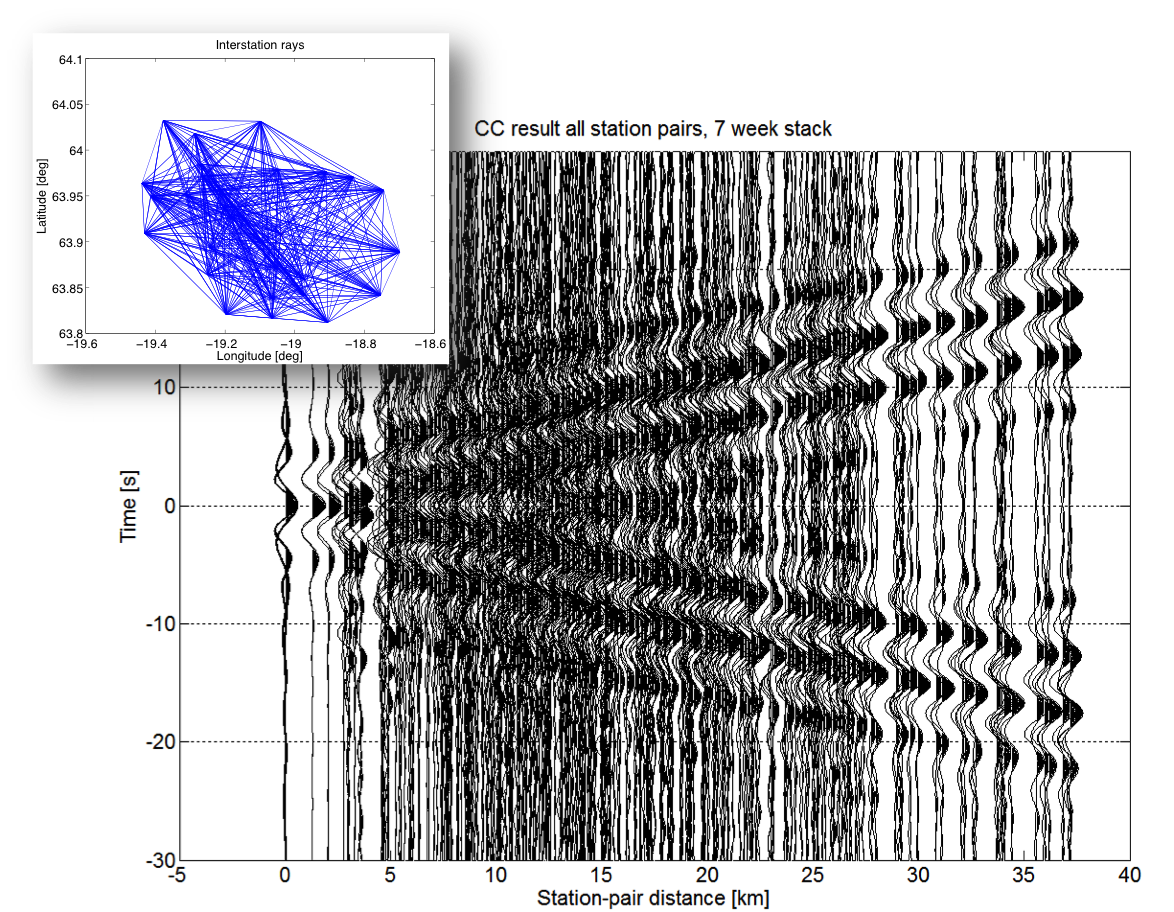 Interstation rays
64.1
64.05
64
63.95
63.9
63.85
63.8
Latitude [deg]
−19.6 −19.4 −19.2 −19 −18.8 −18.6
Longitude [deg]
CC result all station pairs, 7 week stack
10
0
-10
-20
-30
Time [s]
-5 0 5 10 15 20 25 30 35 40
Station-pair distance [km]